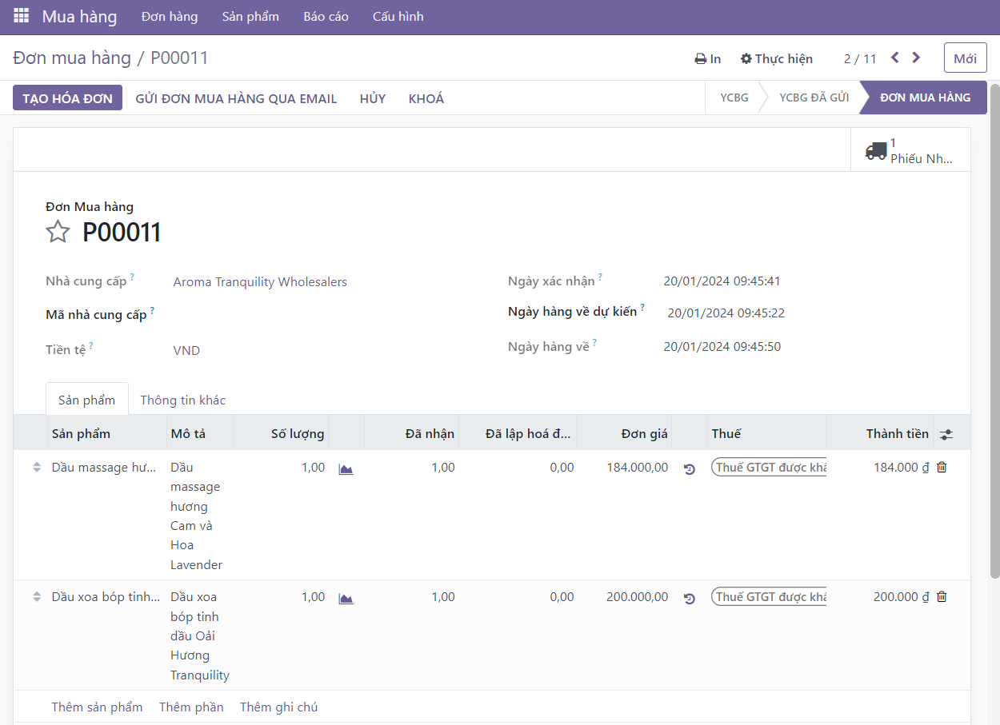 Mua hàng Đơn hàng Sản phẩm Báo cáo Cấu hình
Đơn mua hàng / P00011 In Thực hiện 2 / 11 Mới
TẠO HÓA ĐƠN GỬI ĐƠN MUA HÀNG QUA EMAIL HỦY KHOÁ YCBG YCBG ĐÃ GỬI ĐƠN MUA HÀNG
1
Phiếu Nh...
Đơn Mua hàng
P00011
Nhà cung cấp ? Aroma Tranquility Wholesalers Ngày xác nhận ? 20/01/2024 09:45:41
Mã nhà cung cấp ? Ngày hàng về dự kiến ? 20/01/2024 09:45:22
Tiền tệ ? VND Ngày hàng về ? 20/01/2024 09:45:50
Sản phẩm Thông tin khác
Sản phẩm Mô tả Số lượng Đã nhận Đã lập hoá đ... Đơn giá Thuế Thành tiền
Dầu massage hư... Dầu 1,00 1,00 0,00 184.000,00 Thuế GTGT được khấ 184.000 ₫
massage
hương
Cam và
Hoa
Lavender
Dầu xoa bóp tinh... Dầu xoa 1,00 1,00 0,00 200.000,00 Thuế GTGT được khấ 200.000 ₫
bóp tinh
dầu Oải
Hương
Tranquility
Thêm sản phẩm Thêm phần Thêm ghi chú